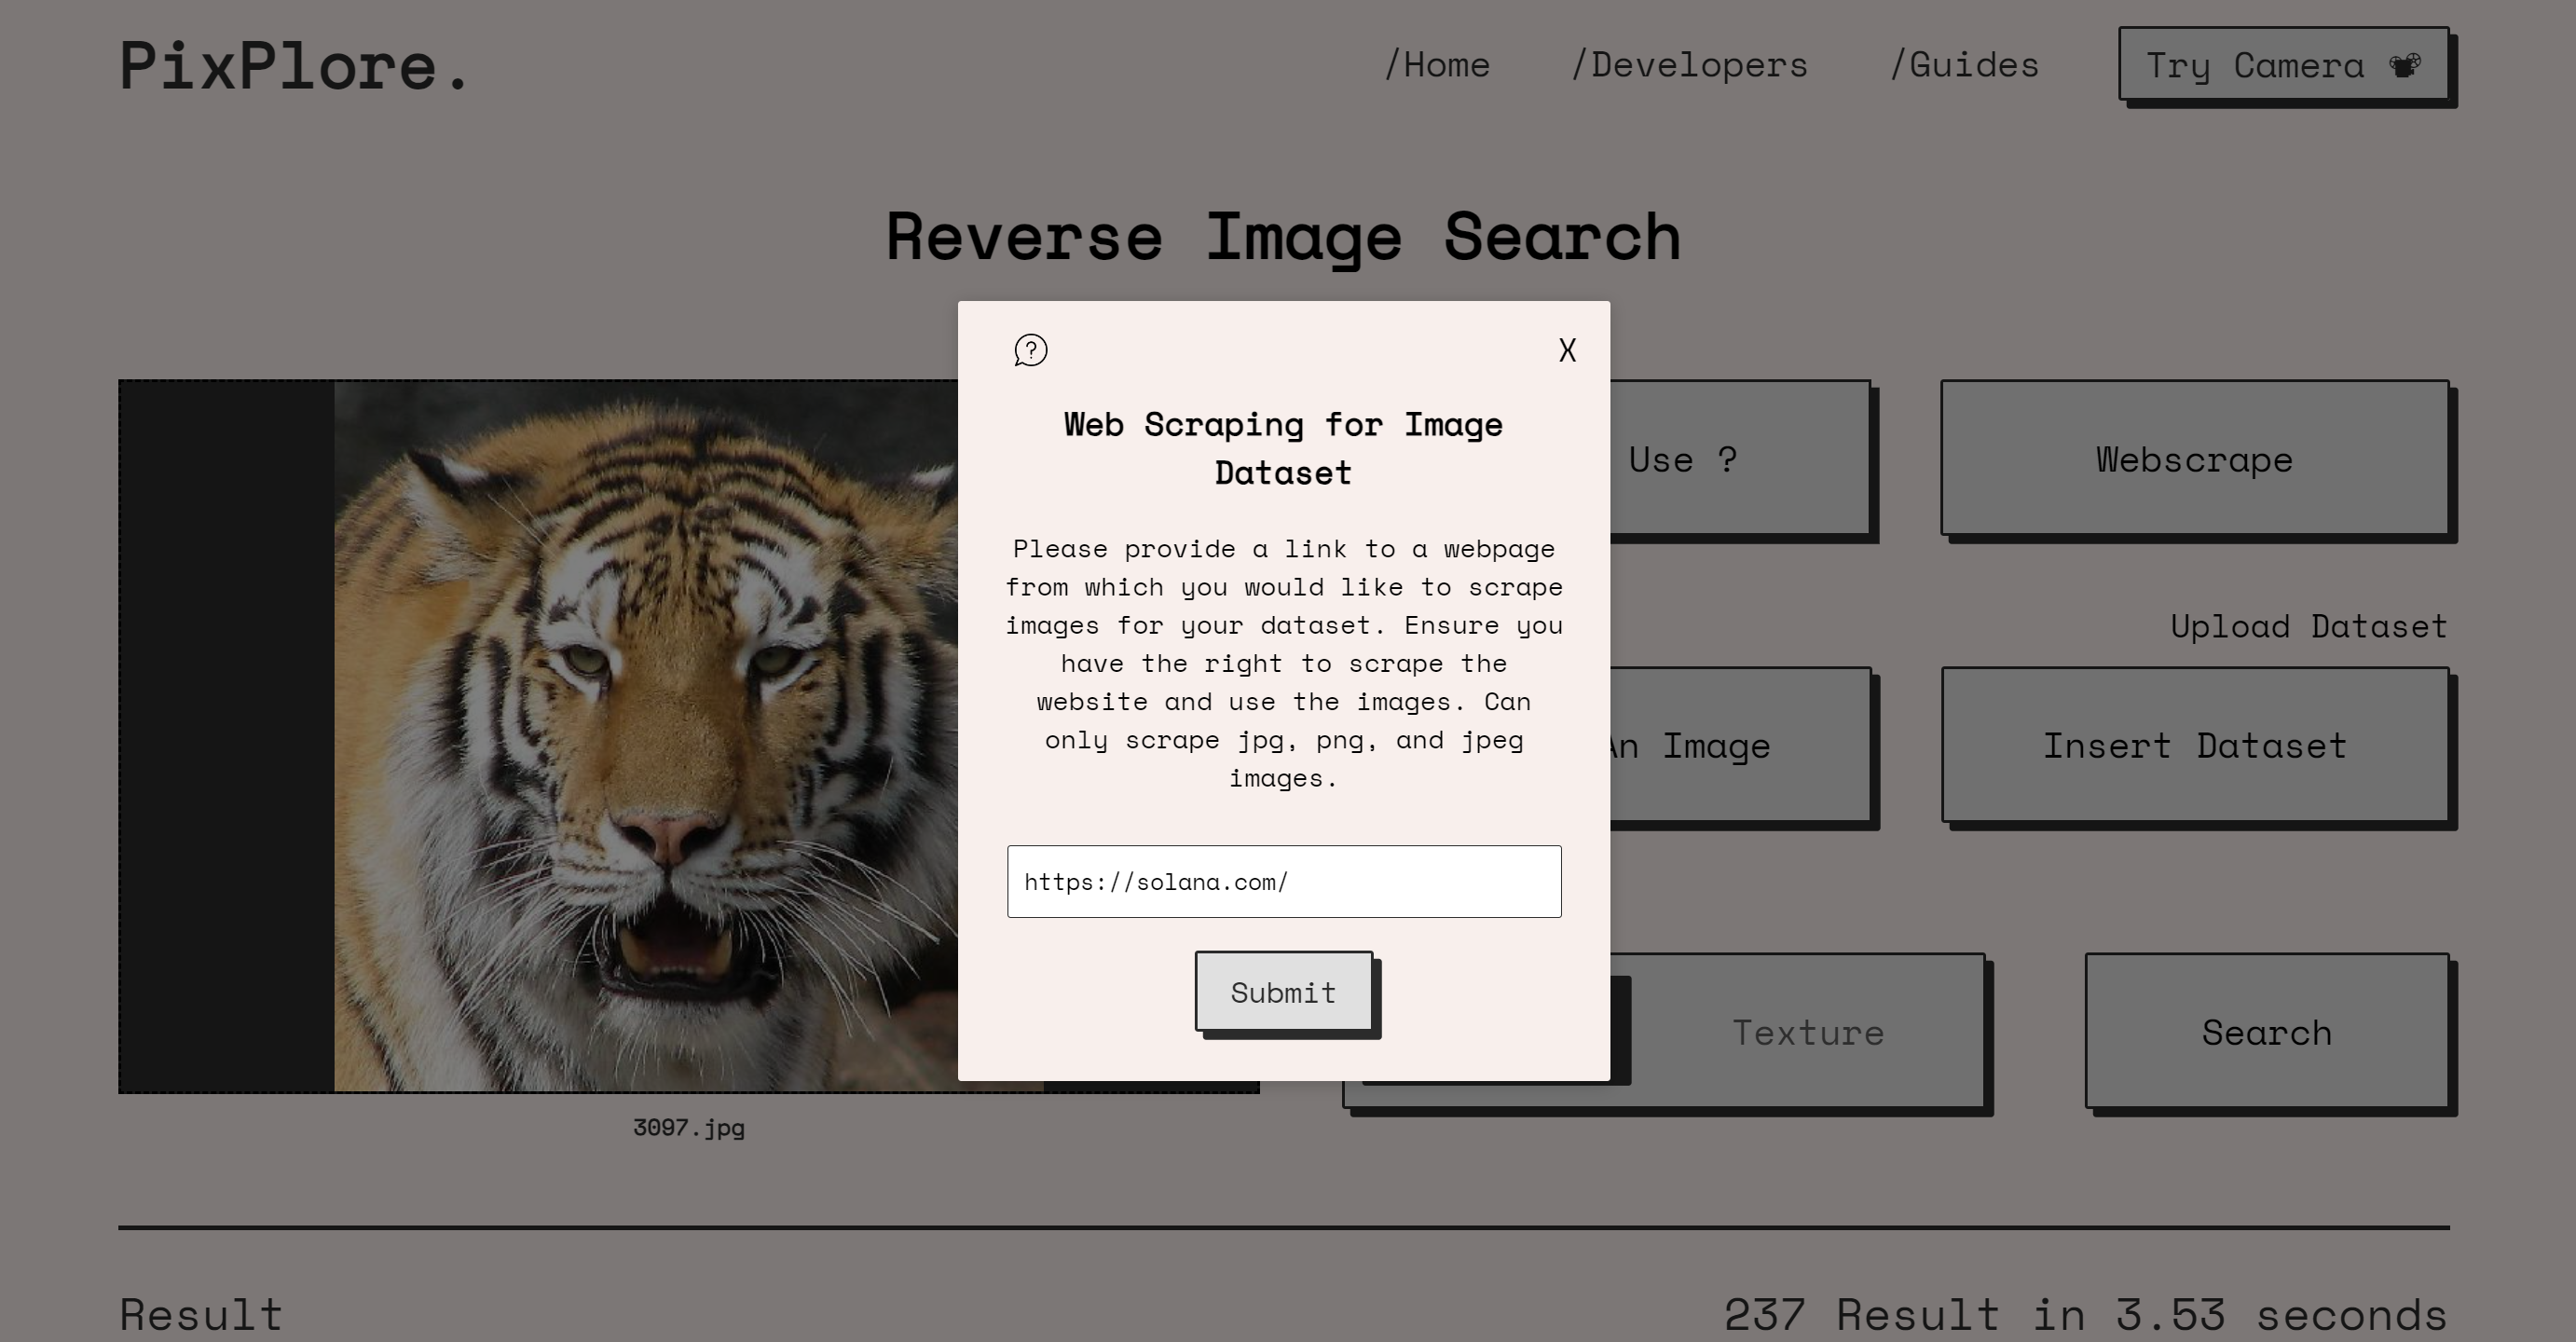 PixPlore.
/Home /Developers /Guides Try Camera
Reverse Image Search
X
Web Scraping for Image
Dataset
Please provide a link to a webpage
from which you would like to scrape
images for your dataset. Ensure you
have the right to scrape the
website and use the images. Can
only scrape jpg, png, and jpeg
images.
https://solana.com/
Submit
Use ? Webscrape
Upload Dataset
An Image Insert Dataset
Texture Search
3097.jpg
Result 237 Result in 3.53 seconds